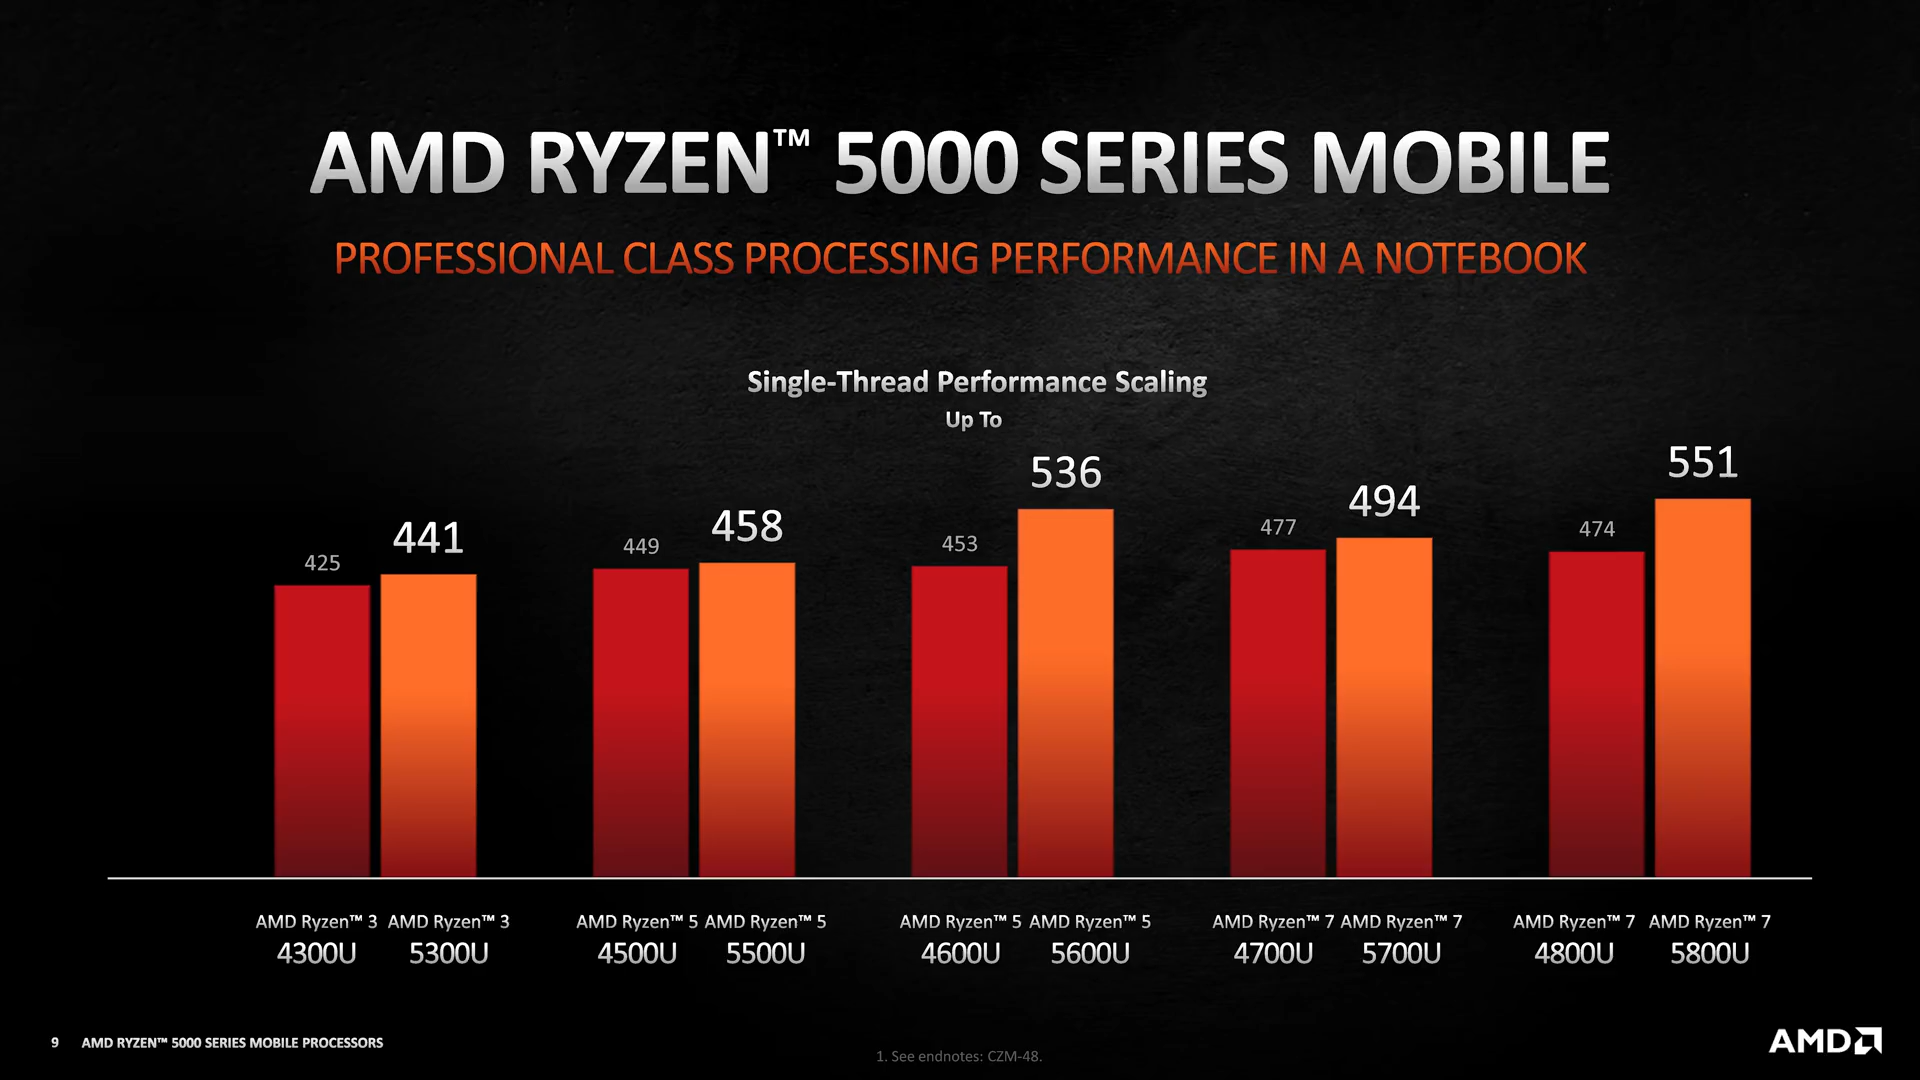 AMD RYZEN™ 5000 SERIES MOBILE
PROFESSIONAL CLASS PROCESSING PERFORMANCE IN A NOTEBOOK
Single-Thread Performance Scaling
Up To
425 441 449 458 453 536 477 494 474 551
AMD Ryzen™ 3 AMD Ryzen™ 3 AMD Ryzen™ 5 AMD Ryzen™ 5 AMD Ryzen™ 5 AMD Ryzen™ 5 AMD Ryzen™ 7 AMD Ryzen™ 7 AMD Ryzen™ 7 AMD Ryzen™ 7
4300U 5300U 4500U 5500U 4600U 5600U 4700U 5700U 4800U 5800U
9 AMD RYZEN™ 5000 SERIES MOBILE PROCESSORS
1. See endnotes: CZM-48.
AMD